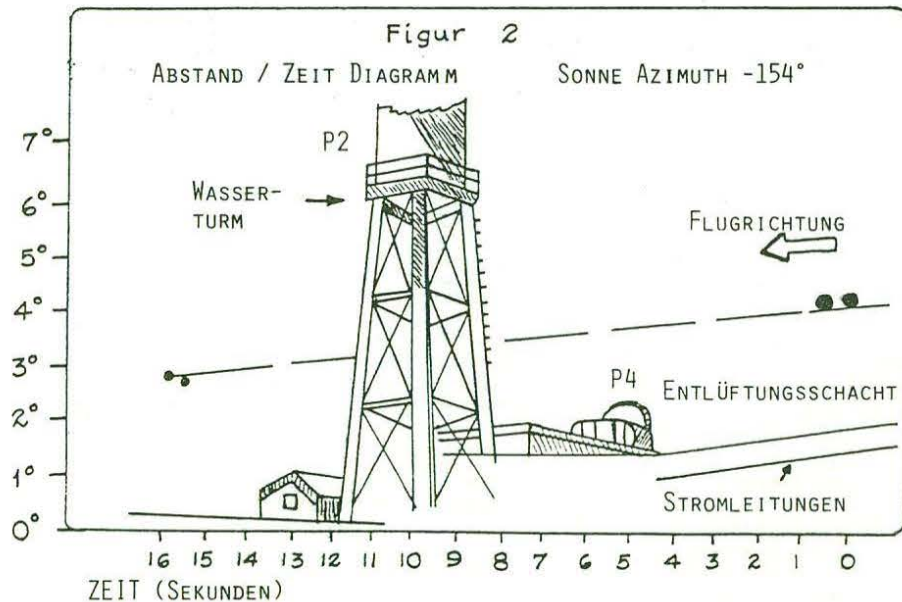 Figur 2
ABSTAND / ZEIT DIAGRAMM
SONNE AZIMUTH -154°
7°
P2
WASSER-
TURM
6°
FLUGRICHTUNG
5°
4°
3°
P4
ENTLÜFTUNGSSCHACHT
2°
1°
STROMLEITUNGEN
0°
16 15 14 13 12 11 10 9 8 7 6 5 4 3 2 1 0
ZEIT (SEKUNDEN)